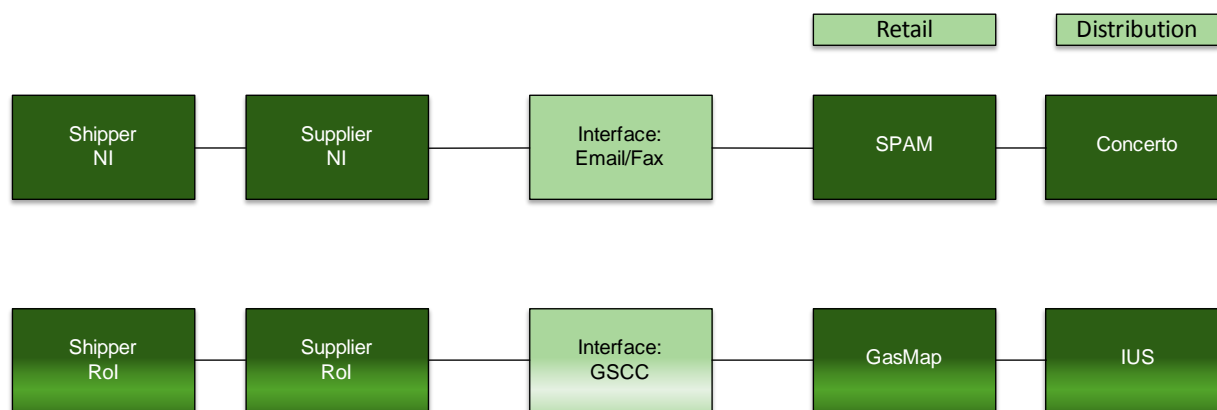 Retail
Distribution
Shipper
NI
Supplier
NI
Interface:
Email/Fax
SPAM
Concerto
Shipper
RoI
Supplier
RoI
Interface:
GSCC
GasMap
IUS